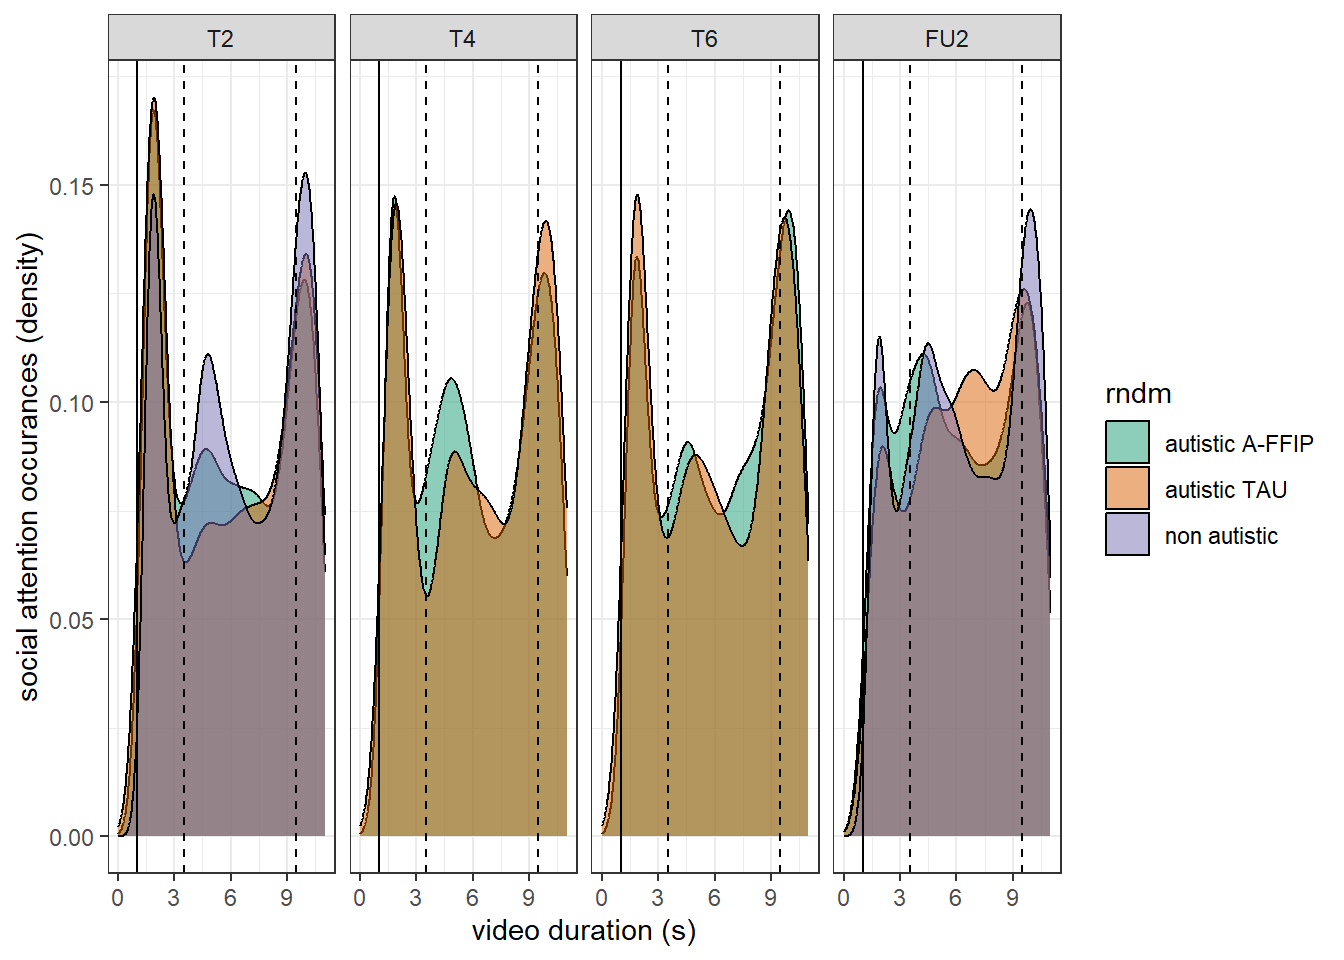 T2 T4 T6 FU2
0.15
0.10
0.05
0.00
social attention occurances (density)
0 3 6 9 0 3 6 9 0 3 6 9 0 3 6 9
video duration (s)
rndm
autistic A-FFIP
autistic TAU
non autistic